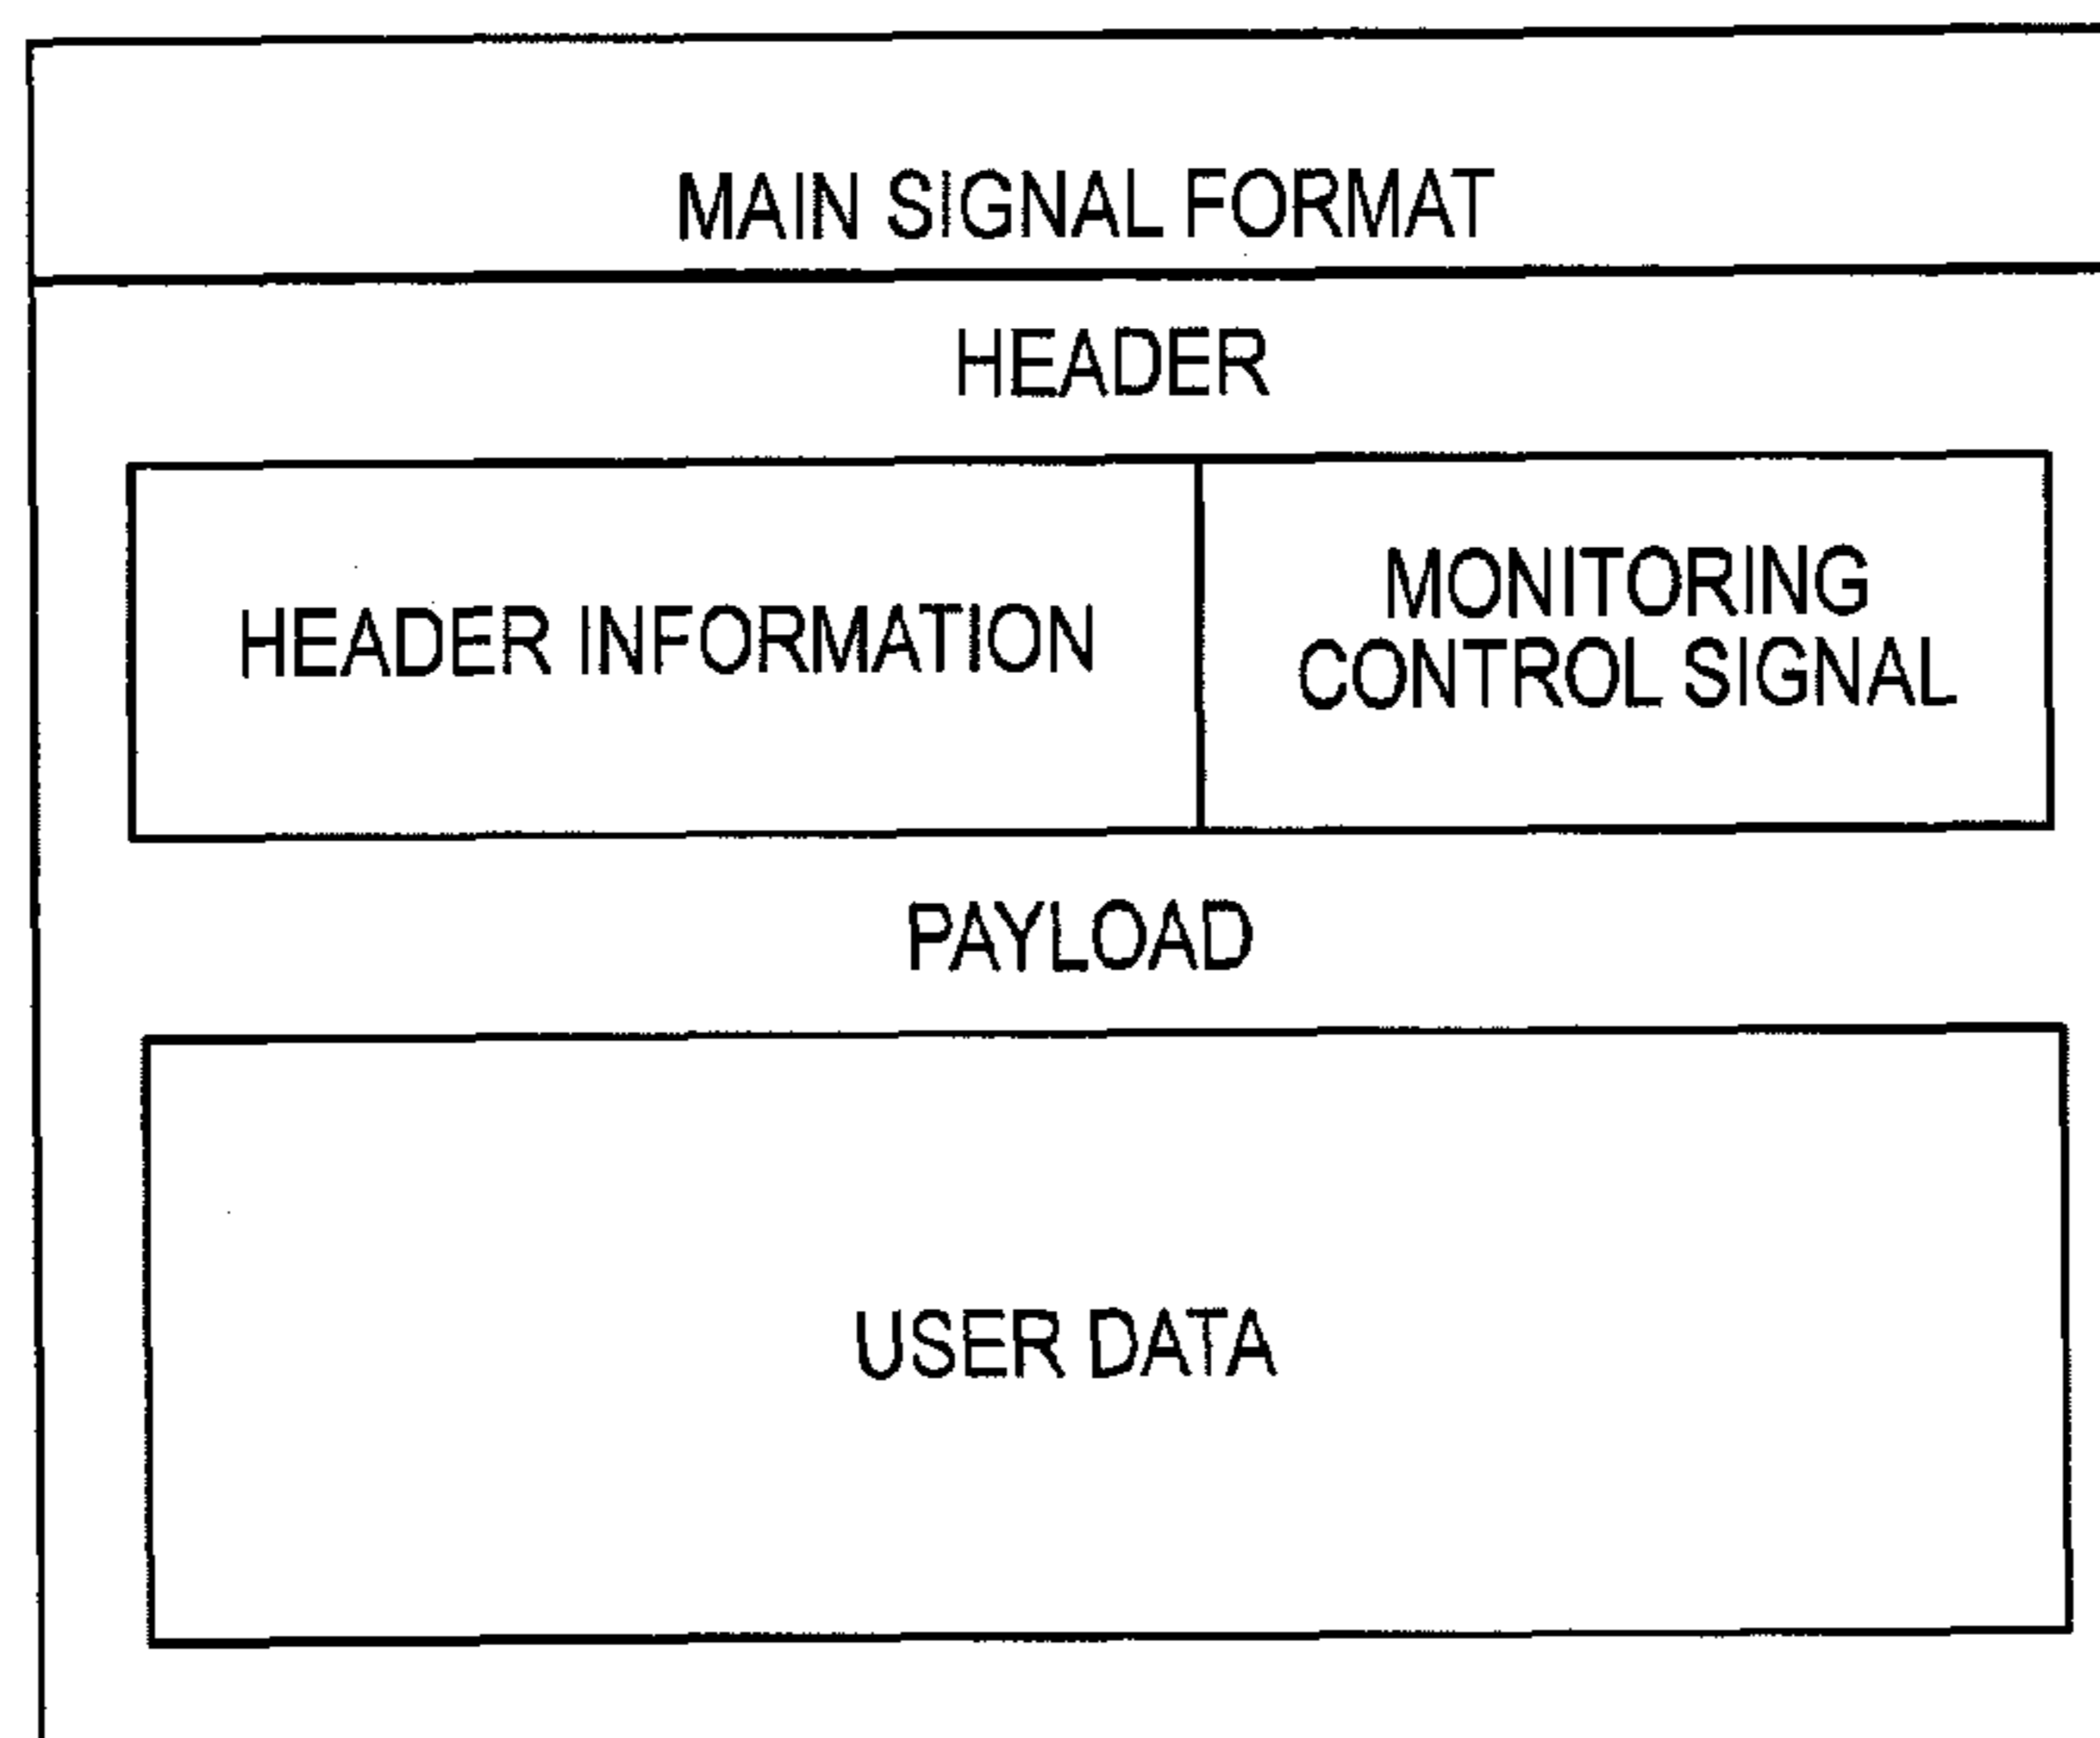 MAIN SIGNAL FORMAT
HEADER
HEADER INFORMATION
MONITORING
CONTROL SIGNAL
PAYLOAD
USER DATA